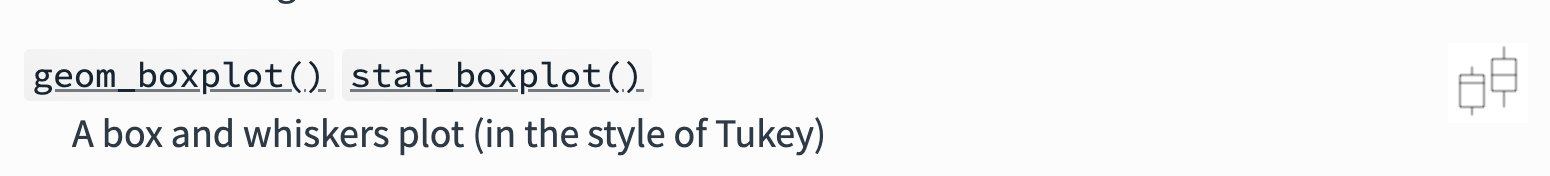 geom_boxplot() stat_boxplot()
A box and whiskers plot (in the style of Tukey)